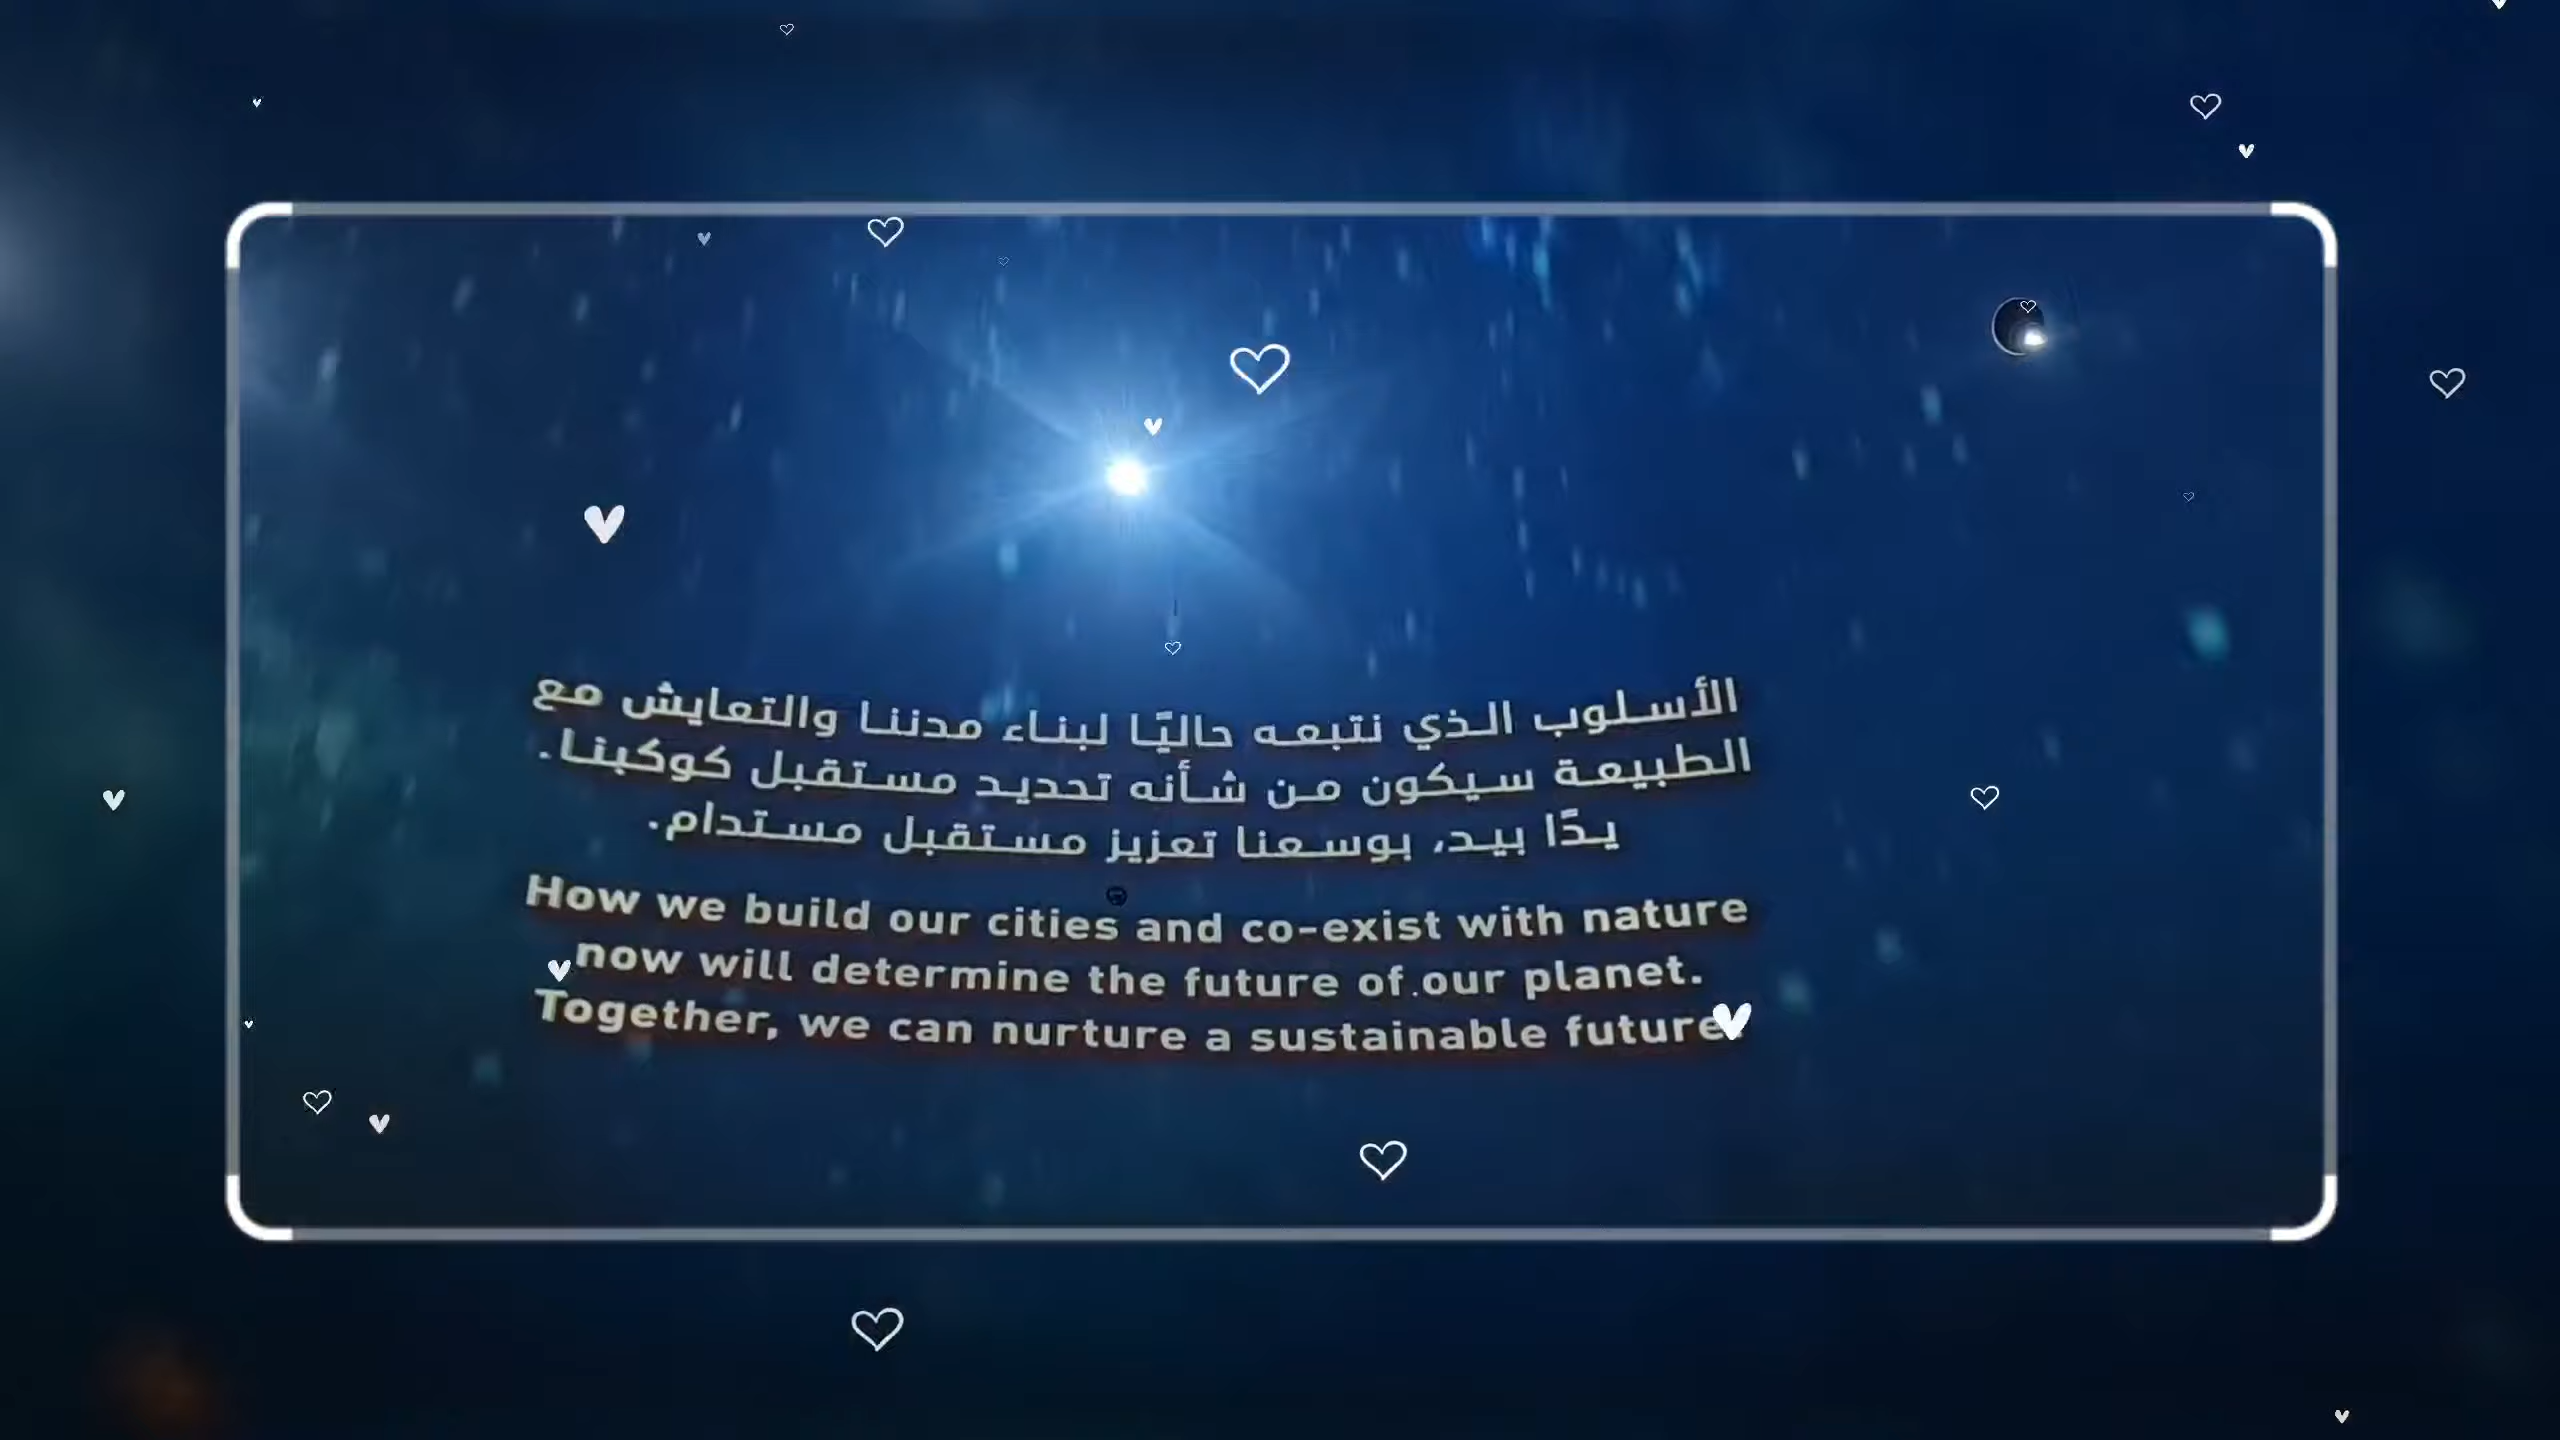 الأسلوب الذي نتبعه حاليًا لبناء مدننا والتعايش مع
الطبيعة سيكون من شأنه تحديد مستقبل كوكبنا.
يدًا بيد، بوسعنا تعزيز مستقبل مستدام.
How we build our cities and co-exist with nature
now will determine the future of our planet.
Together, we can nurture a sustainable future.